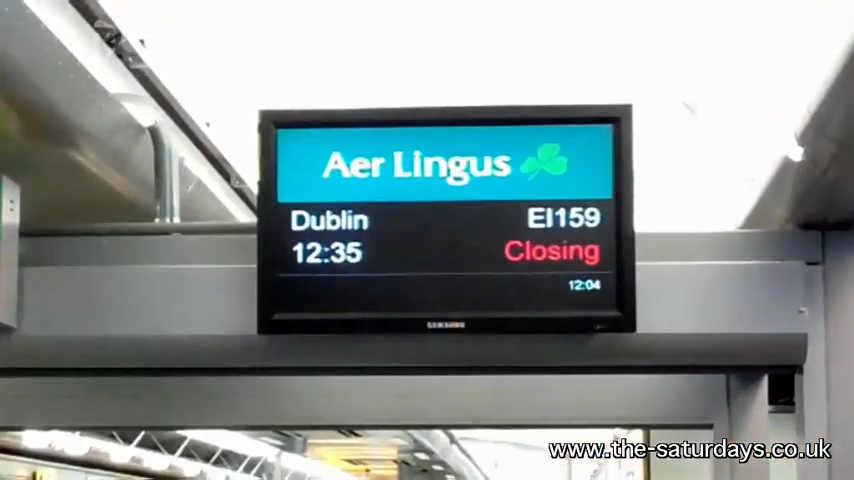 Aer Lingus
Dublin EI159
12:35 Closing
12:04
SAMSUNG
www.the-saturdays.co.uk